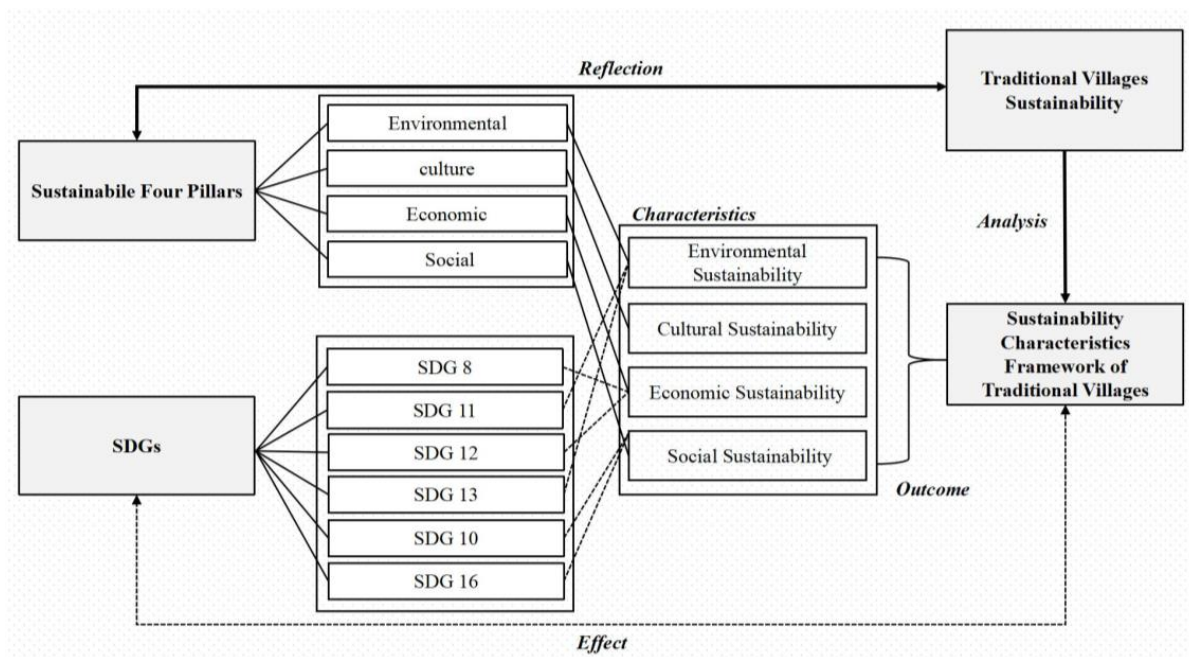 Reflection
Traditional Villages
Sustainability
Sustainabile Four Pillars
Environmental
culture
Economic
Social
Analysis
Characteristics
Environmental
Sustainability
Cultural Sustainability
Economic Sustainability
Social Sustainability
Sustainability
Characteristics
Framework of
Traditional Villages
Outcome
SDGs
SDG 8
SDG 11
SDG 12
SDG 13
SDG 10
SDG 16
Effect